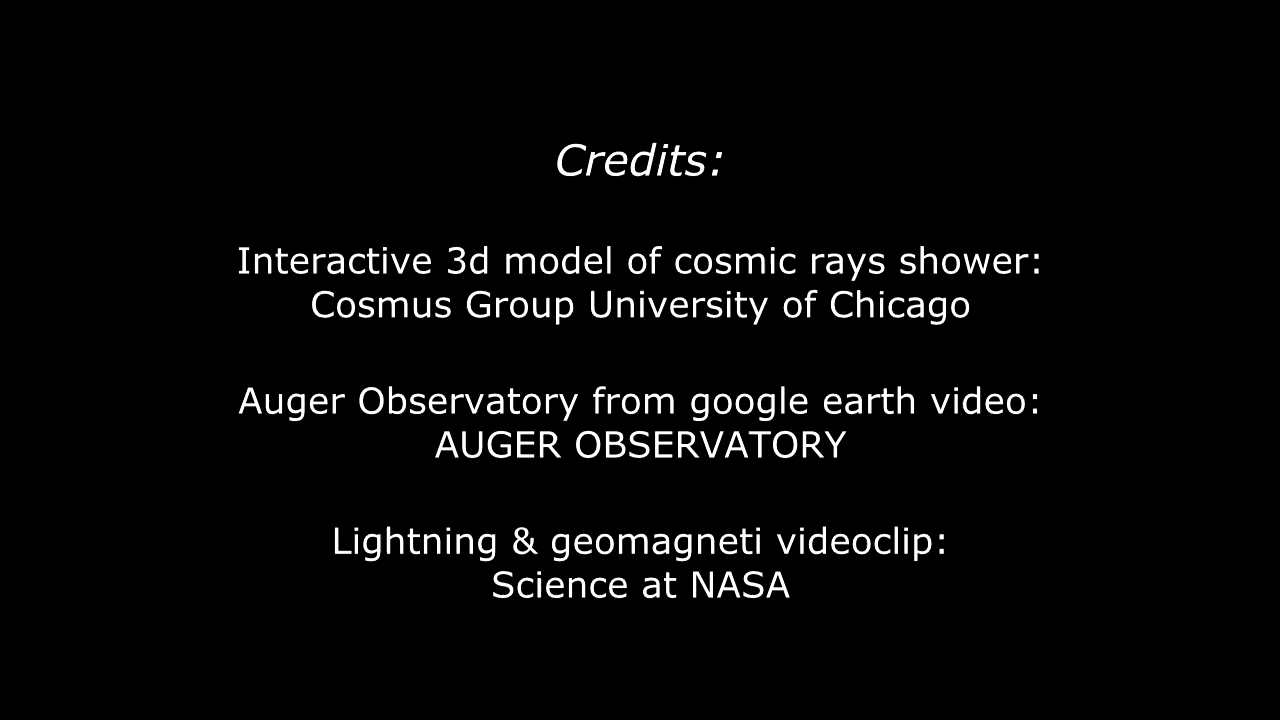 Credits:
Interactive 3d model of cosmic rays shower:
Cosmus Group University of Chicago
Auger Observatory from google earth video:
AUGER OBSERVATORY
Lightning & geomagneti videoclip:
Science at NASA